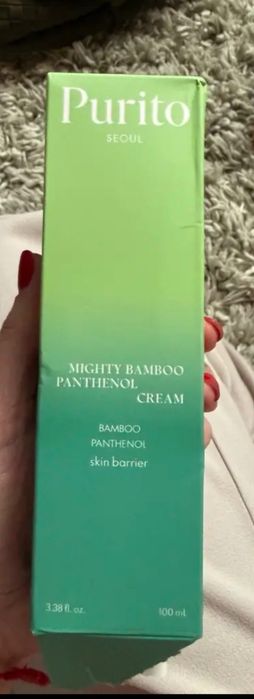 Purito
SEOUL
MIGHTY BAMBOO
PANTHENOL
CREAM
BAMBOO
PANTHENOL
skin barrier
3.38 fl. oz. 100 ml